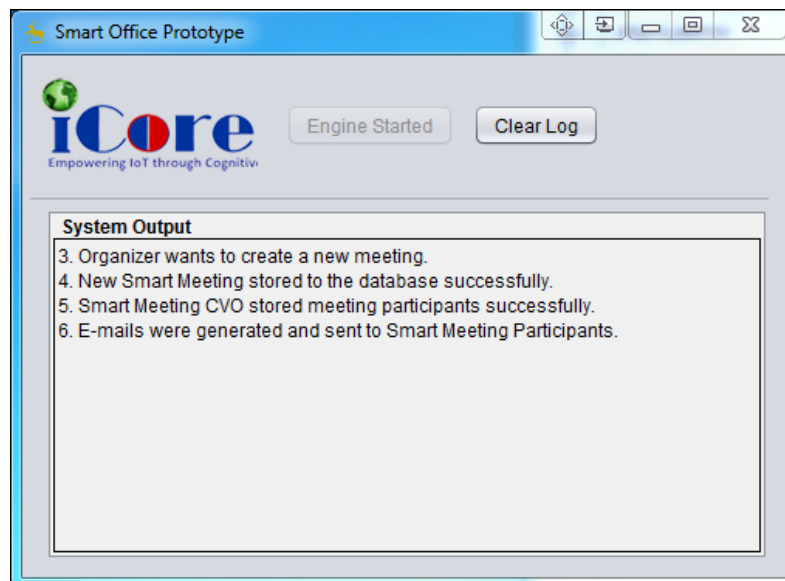 Smart Office Prototype
iCore
Empowering IoT through Cognitiv
Engine Started
Clear Log
System Output
3. Organizer wants to create a new meeting.
4. New Smart Meeting stored to the database successfully.
5. Smart Meeting CVO stored meeting participants successfully.
6. E-mails were generated and sent to Smart Meeting Participants.